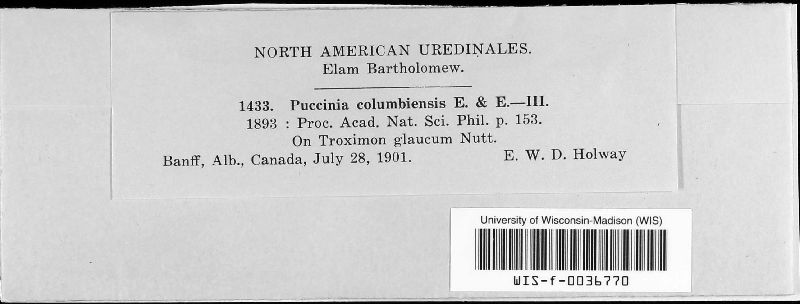 NORTH AMERICAN UREDINALES.
Elam Bartholomew.
1433. Puccinia columbiensis E. & E.—III.
1893 : Proc. Acad. Nat. Sci. Phil. p. 153.
On Troximon glaucum Nutt.
Banff, Alb., Canada, July 28, 1901. E. W. D. Holway
University of Wisconsin-Madison (WIS)
WIS-f-0036770